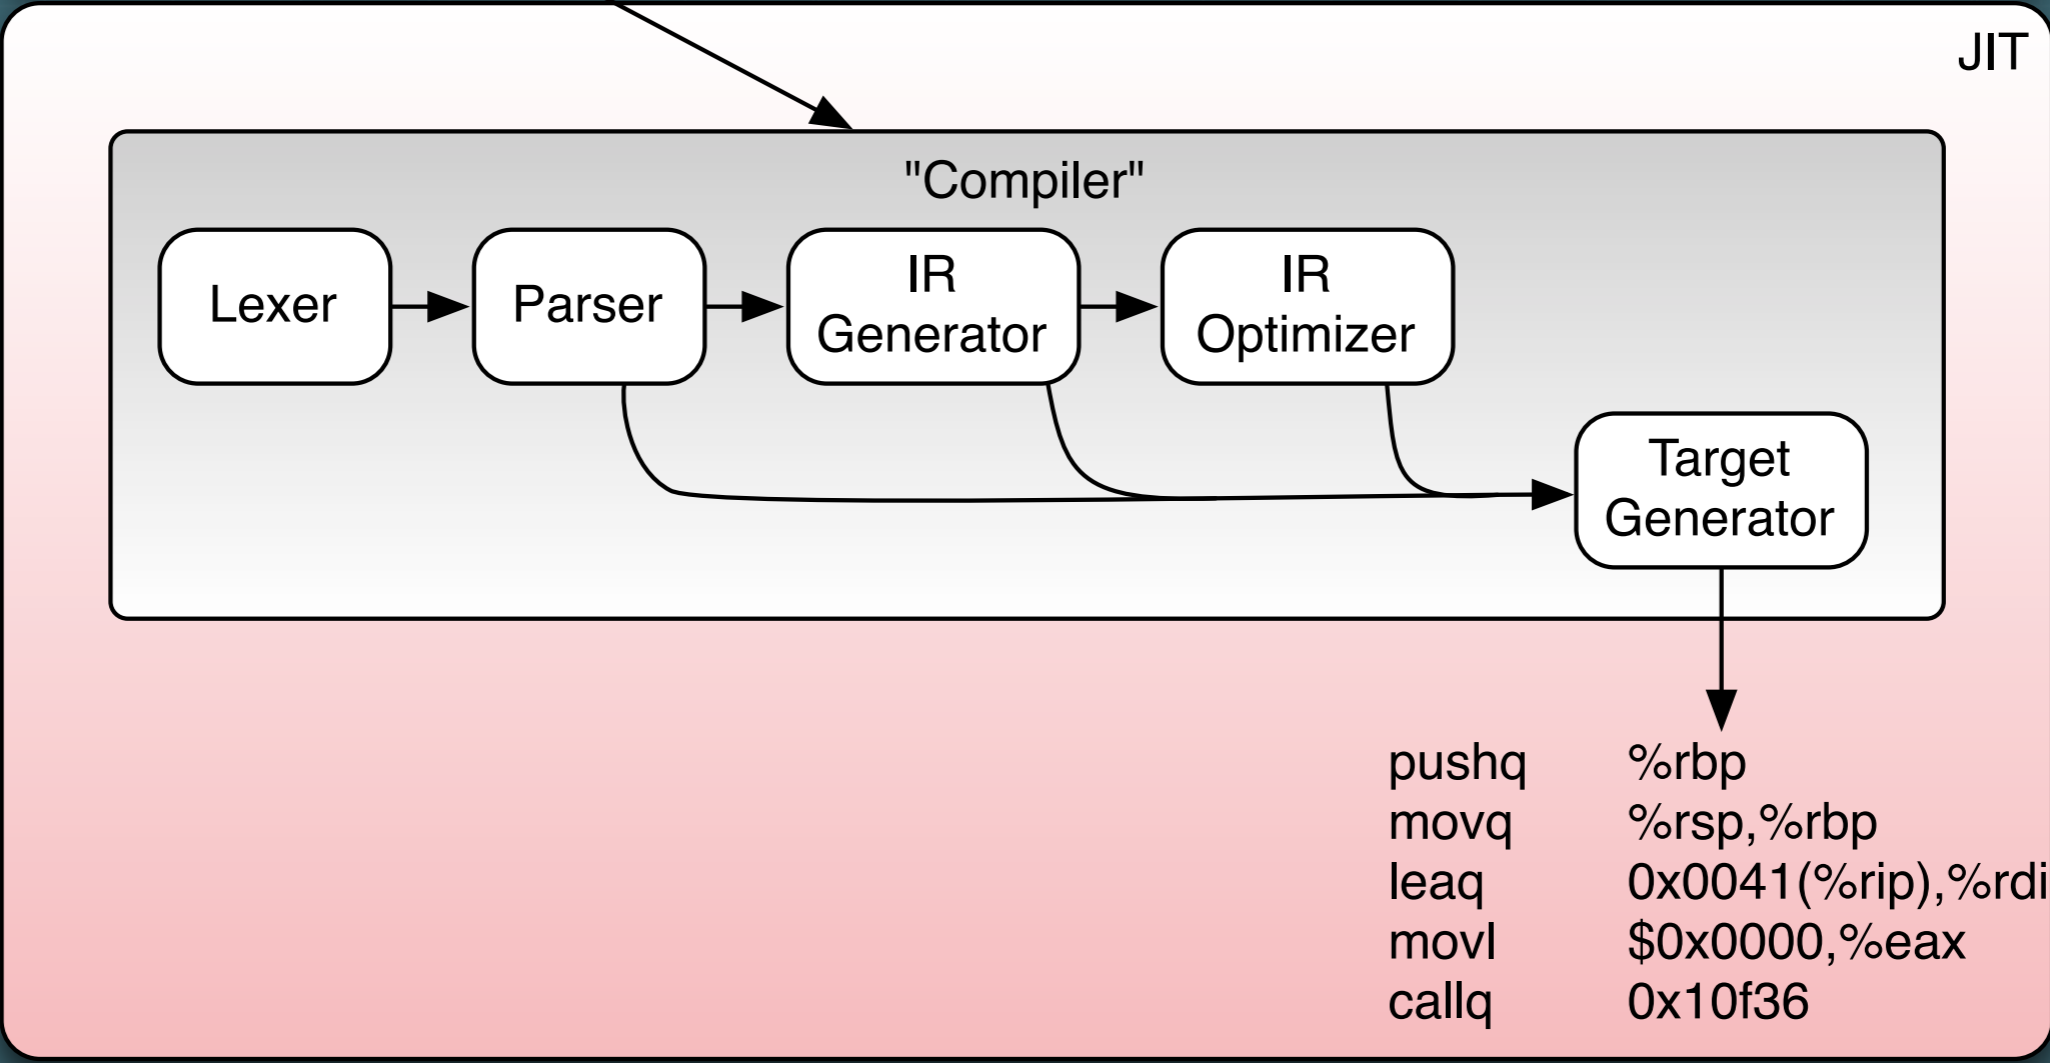 JIT
"Compiler"
Lexer
Parser
IR
Generator
IR
Optimizer
Target
Generator
pushq %rbp
movq %rsp,%rbp
leaq 0x0041(%rip),%rdi
movl $0x0000,%eax
callq 0x10f36